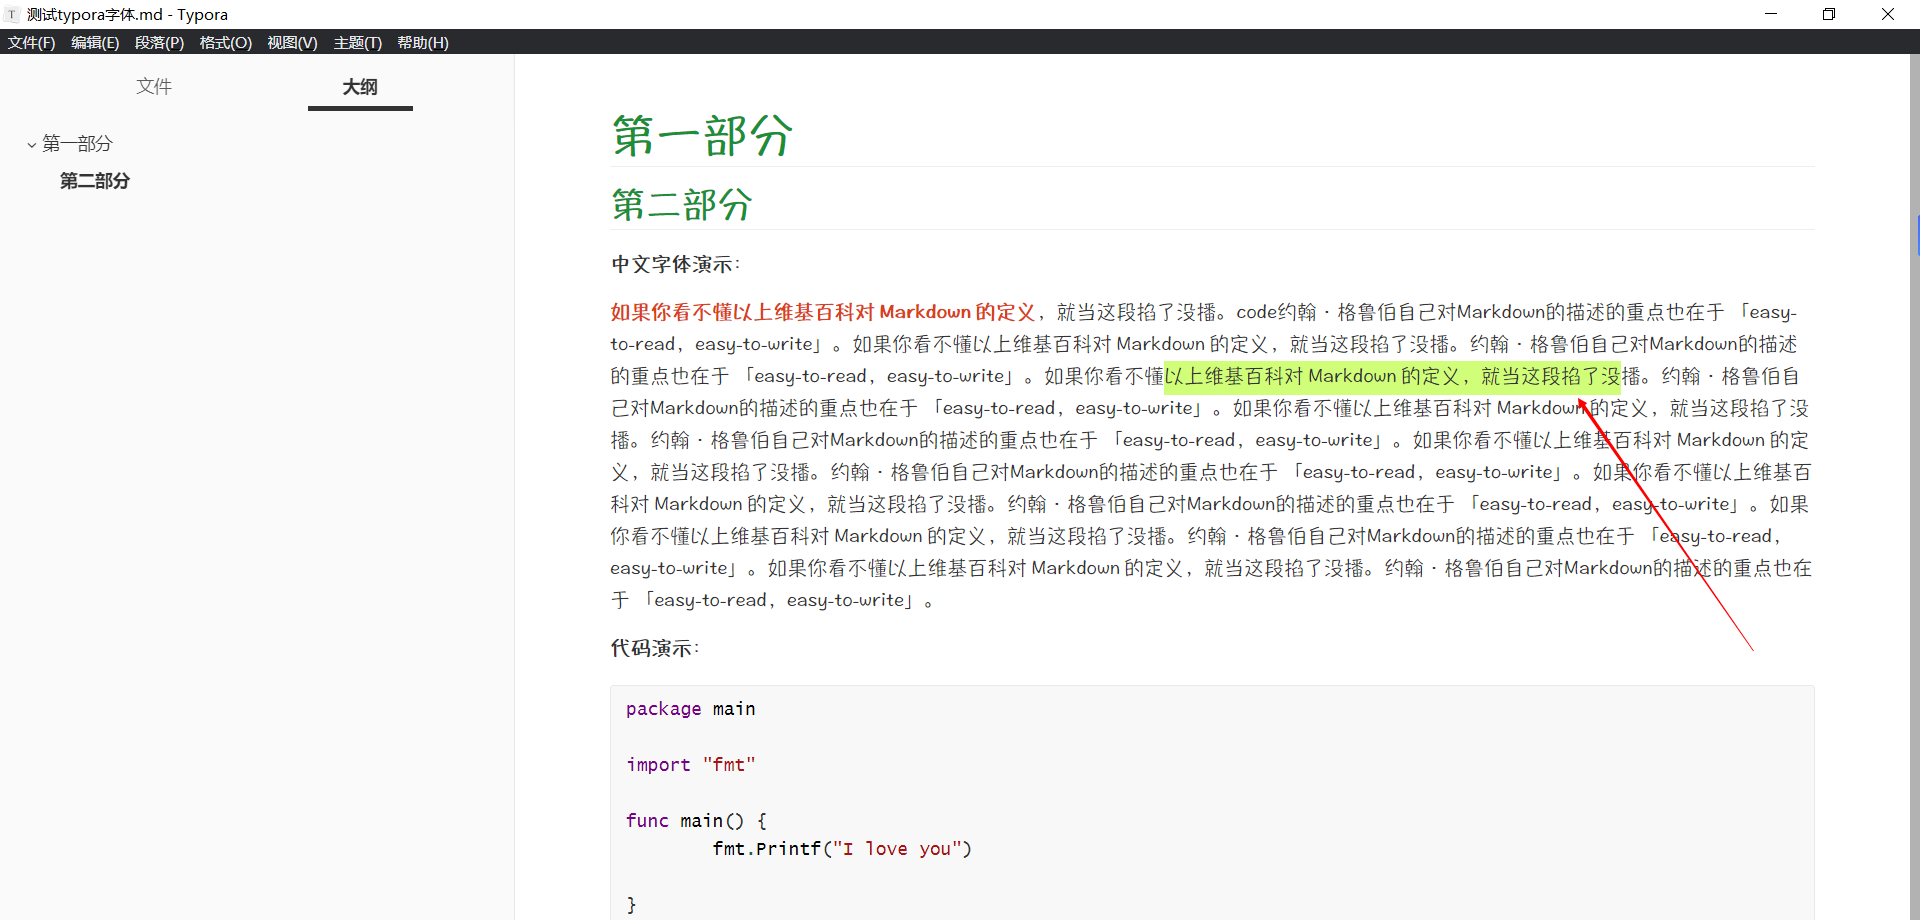 测试typora字体.md - Typora
文件(F) 编辑(E) 段落(P) 格式(O) 视图(V) 主题(T) 帮助(H)
文件 大纲
第一部分
第二部分
第一部分
第二部分
中文字体演示：
如果你看不懂以上维基百科对 Markdown 的定义，就当这段掐了没播。code约翰·格鲁伯自己对Markdown的描述的重点也在于 「easy-
to-read，easy-to-write」。如果你看不懂以上维基百科对 Markdown 的定义，就当这段掐了没播。约翰·格鲁伯自己对Markdown的描述
的重点也在于 「easy-to-read，easy-to-write」。如果你看不懂以上维基百科对 Markdown 的定义，就当这段掐了没播。约翰·格鲁伯自
己对Markdown的描述的重点也在于 「easy-to-read，easy-to-write」。如果你看不懂以上维基百科对 Markdown 的定义，就当这段掐了没
播。约翰·格鲁伯自己对Markdown的描述的重点也在于 「easy-to-read，easy-to-write」。如果你看不懂以上维基百科对 Markdown 的定
义，就当这段掐了没播。约翰·格鲁伯自己对Markdown的描述的重点也在于 「easy-to-read，easy-to-write」。如果你看不懂以上维基百
科对 Markdown 的定义，就当这段掐了没播。约翰·格鲁伯自己对Markdown的描述的重点也在于 「easy-to-read，easy-to-write」。如果
你看不懂以上维基百科对 Markdown 的定义，就当这段掐了没播。约翰·格鲁伯自己对Markdown的描述的重点也在于 「easy-to-read，
easy-to-write」。如果你看不懂以上维基百科对 Markdown 的定义，就当这段掐了没播。约翰·格鲁伯自己对Markdown的描述的重点也在
于 「easy-to-read，easy-to-write」。
代码演示：
package main
import "fmt"
func main() {
fmt.Printf("I love you")
}